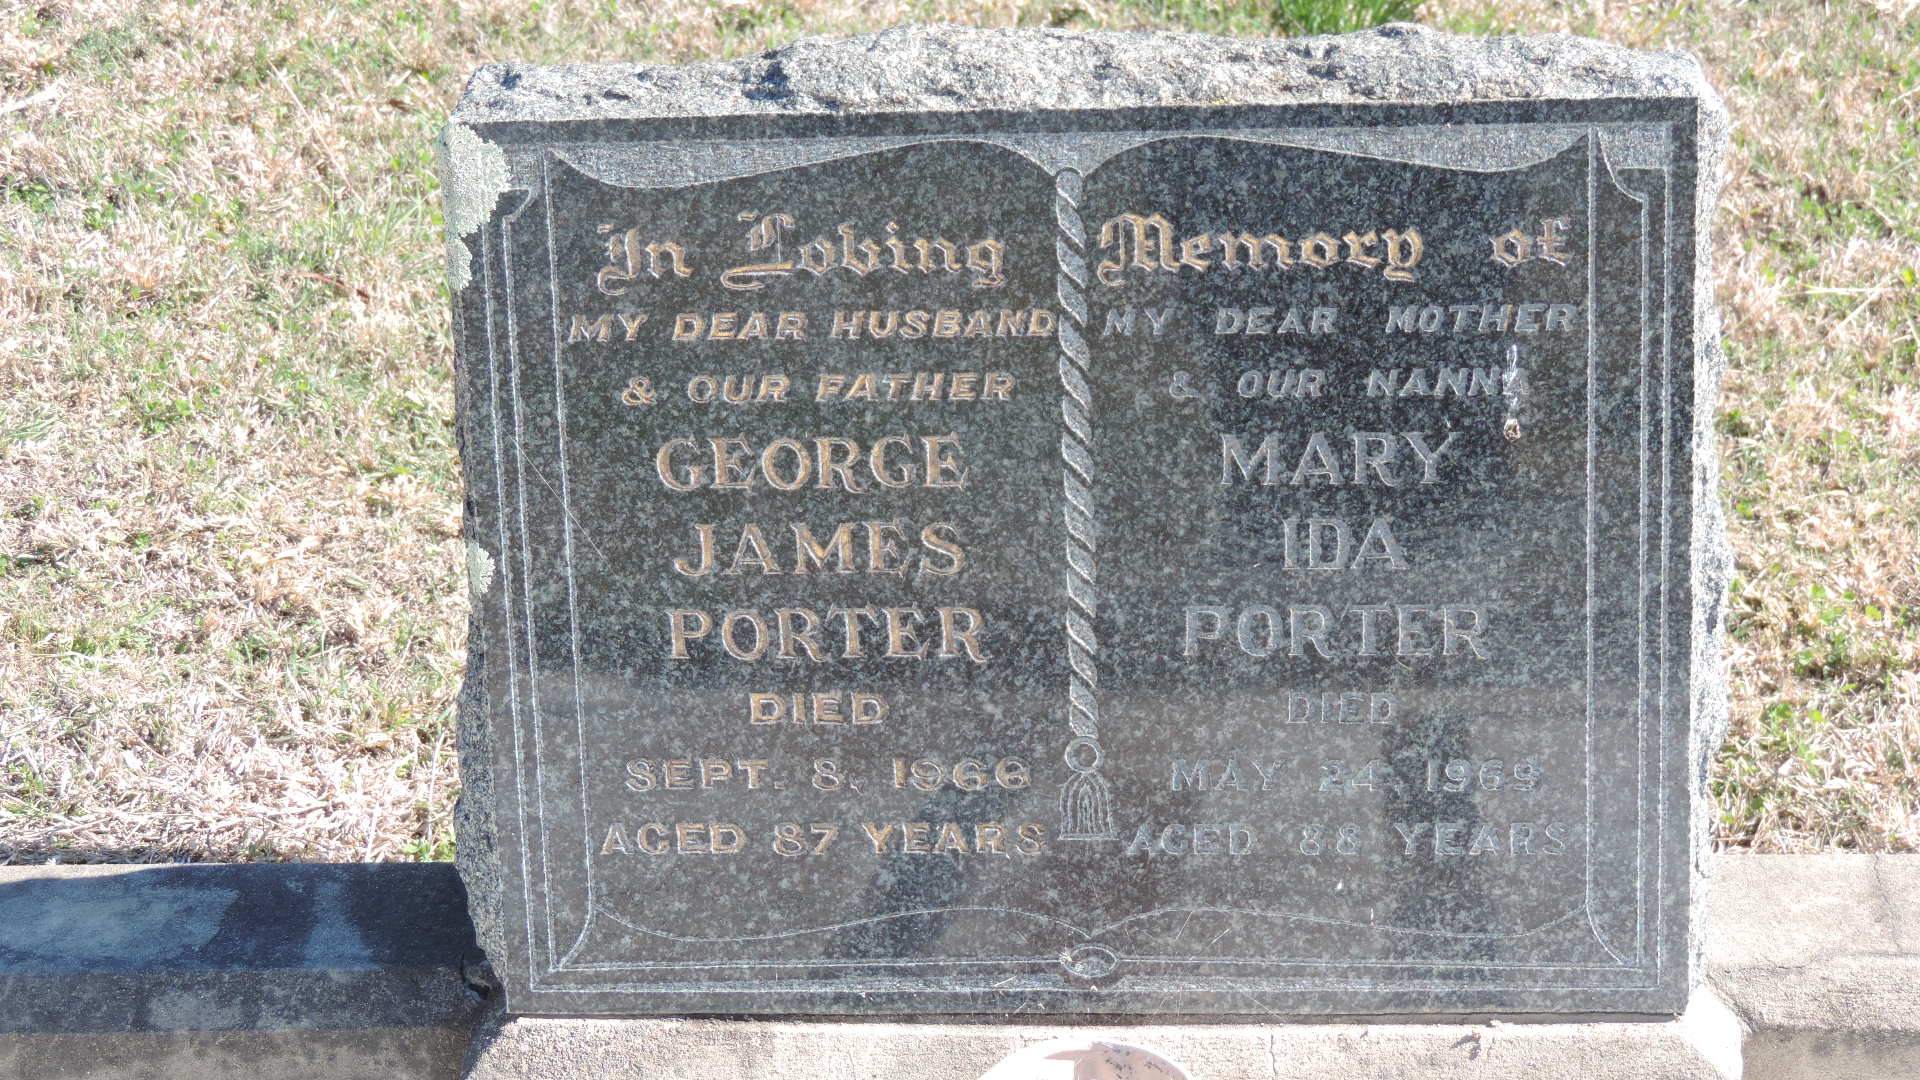 In Loving Memory of
MY DEAR HUSBAND
& OUR FATHER
GEORGE
JAMES
PORTER
DIED
SEPT. 8, 1966
AGED 87 YEARS
MY DEAR MOTHER
& OUR NANNA
MARY
IDA
PORTER
DIED
MAY 24, 1969
AGED 88 YEARS